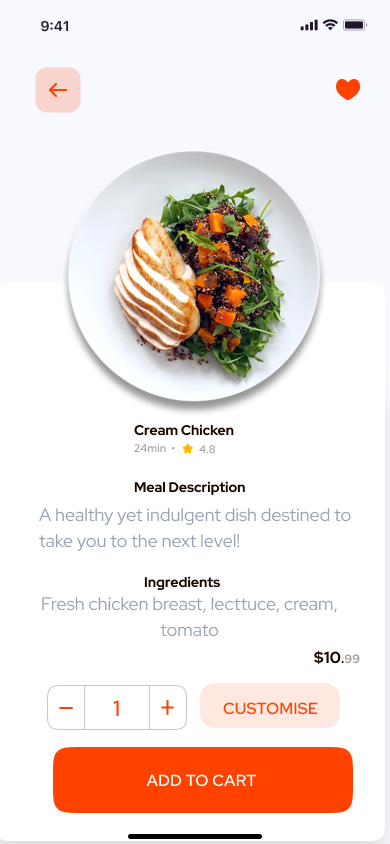 9:41
Cream Chicken
24min • 4.8
Meal Description
A healthy yet indulgent dish destined to
take you to the next level!
Ingredients
Fresh chicken breast, lecttuce, cream,
tomato
$10.99
− 1 +
CUSTOMISE
ADD TO CART